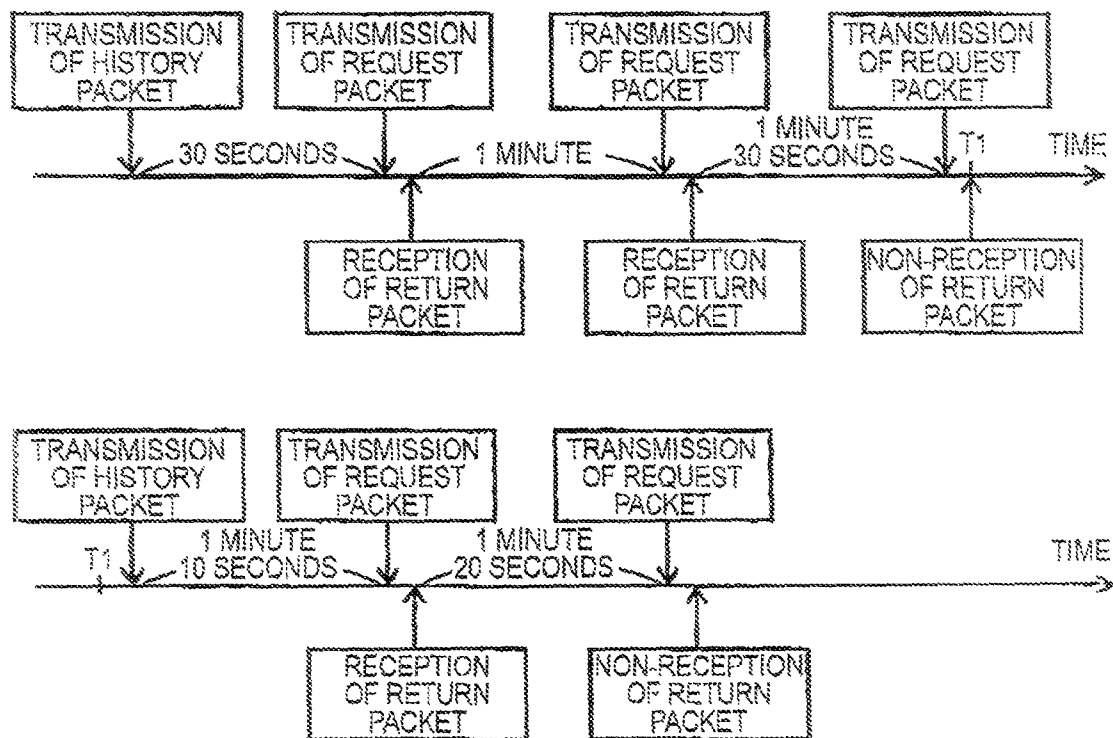 TRANSMISSION
OF HISTORY
PACKET
TRANSMISSION
OF REQUEST
PACKET
TRANSMISSION
OF REQUEST
PACKET
TRANSMISSION
OF REQUEST
PACKET
30 SECONDS
1 MINUTE
1 MINUTE
30 SECONDS
T1
TIME
RECEPTION
OF RETURN
PACKET
RECEPTION
OF RETURN
PACKET
NON-RECEPTION
OF RETURN
PACKET
TRANSMISSION
OF HISTORY
PACKET
TRANSMISSION
OF REQUEST
PACKET
TRANSMISSION
OF REQUEST
PACKET
T1
1 MINUTE
10 SECONDS
1 MINUTE
20 SECONDS
TIME
RECEPTION
OF RETURN
PACKET
NON-RECEPTION
OF RETURN
PACKET